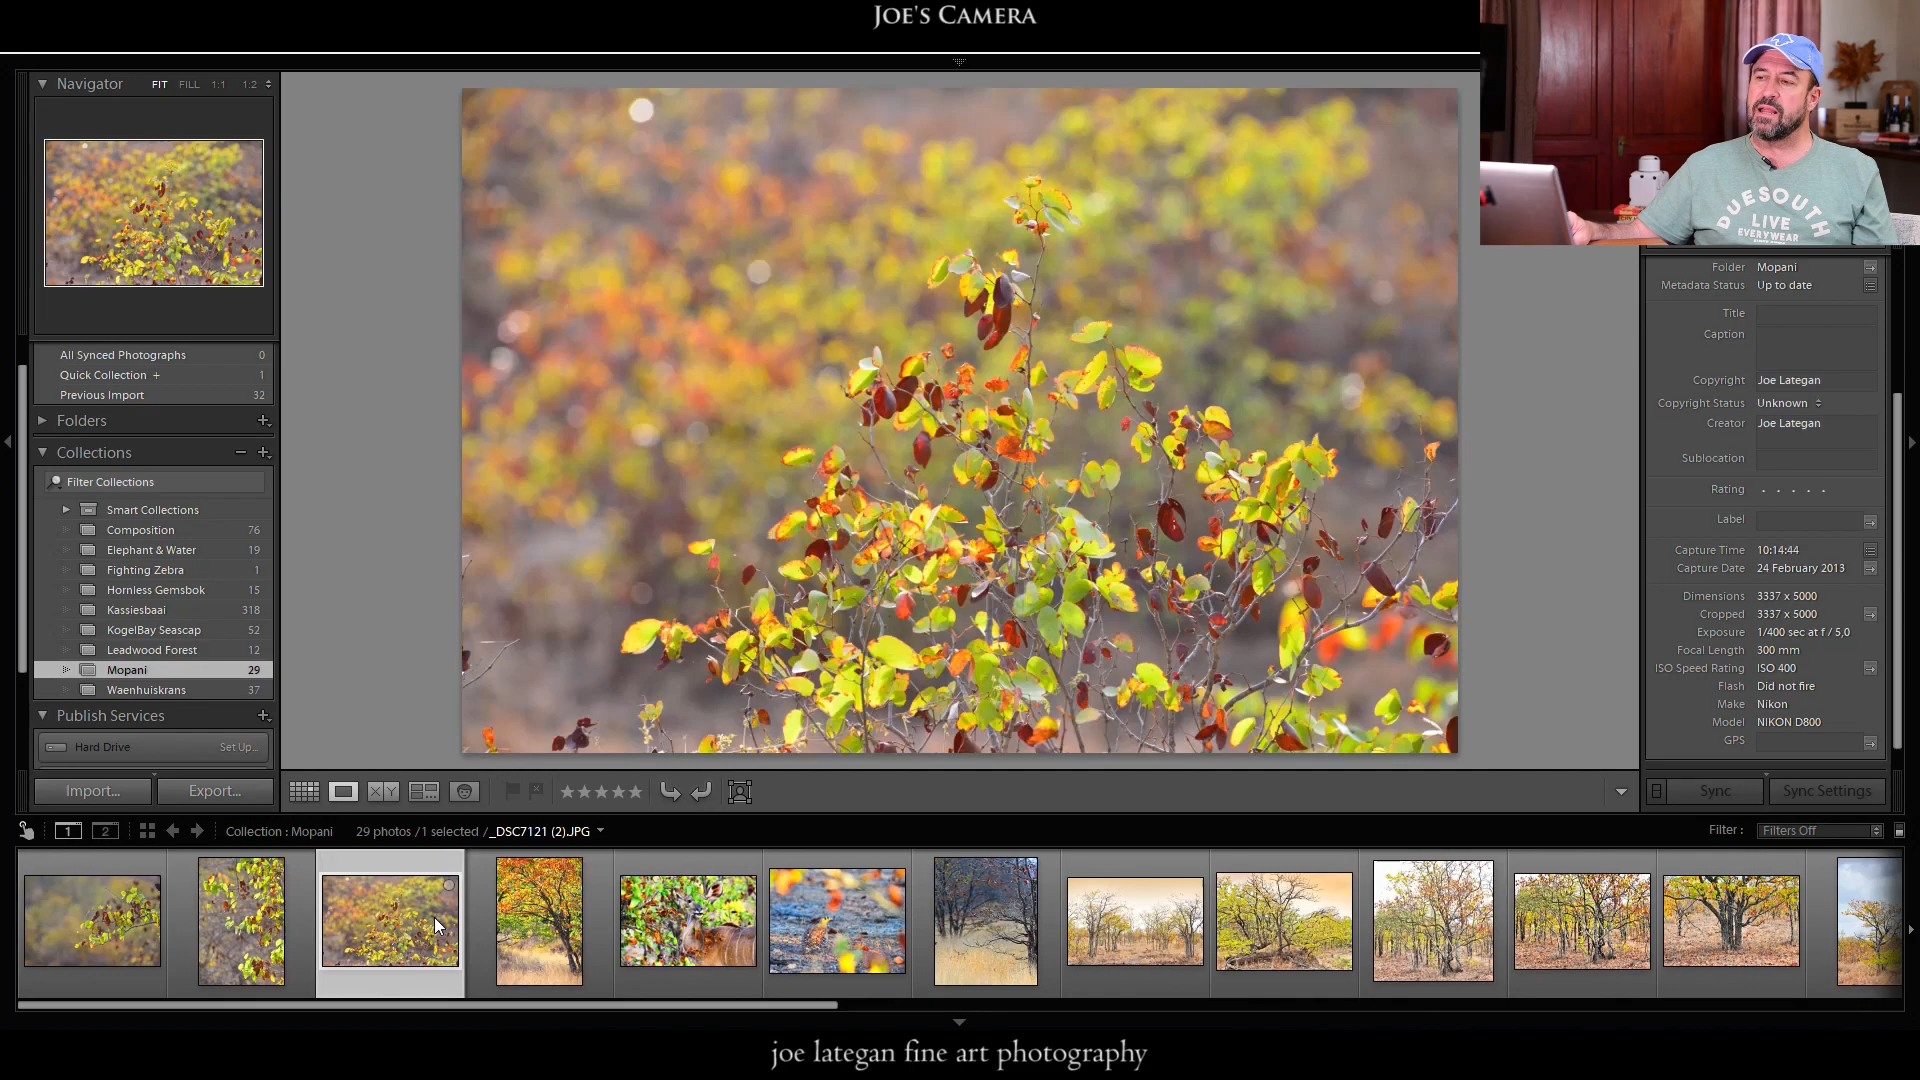 JOE'S CAMERA
Navigator FIT FILL 1:1 1:2
All Synced Photographs 0
Quick Collection + 1
Previous Import 32
Folders
Collections
Filter Collections
Smart Collections
Composition 76
Elephant & Water 19
Fighting Zebra 1
Hornless Gemsbok 15
Kassiesbaai 318
KogelBay Seascap 52
Leadwood Forest 12
Mopani 29
Waenhuiskrans 37
Publish Services
Hard Drive Set Up...
Import... Export...
DUESOUTH
LIVE
EVERYWEAR
Folder Mopani
Metadata Status Up to date
Title
Caption
Copyright Joe Lategan
Copyright Status Unknown
Creator Joe Lategan
Sublocation
Rating
Label
Capture Time 10:14:44
Capture Date 24 February 2013
Dimensions 3337 x 5000
Cropped 3337 x 5000
Exposure 1/400 sec at f / 5,0
Focal Length 300 mm
ISO Speed Rating ISO 400
Flash Did not fire
Make Nikon
Model NIKON D800
GPS
Sync Sync Settings
X Y
1 2 Collection : Mopani 29 photos / 1 selected / _DSC7121 (2).JPG
Filter : Filters Off
joe lategan fine art photography